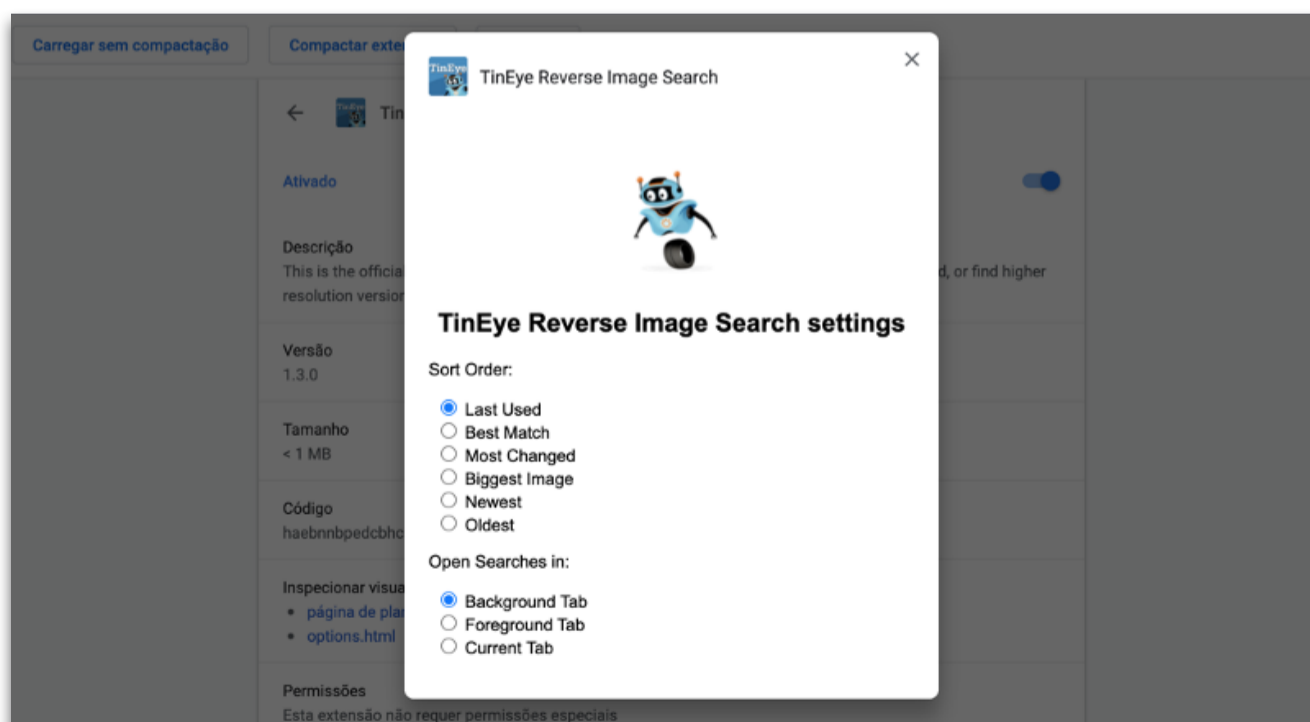 Carregar sem compactação
Compactar exte
TinEye
TinEye Reverse Image Search
Tin
Ativado
Descrição
This is the officia
d, or find higher
resolution version
Versão
1.3.0
Tamanho
< 1 MB
Código
haebnnbpedcbhc
Inspecionar visua
página de plan
options.html
Permissões
Esta extensão não requer permissões especiais
TinEye Reverse Image Search settings
Sort Order:
Last Used
Best Match
Most Changed
Biggest Image
Newest
Oldest
Open Searches in:
Background Tab
Foreground Tab
Current Tab